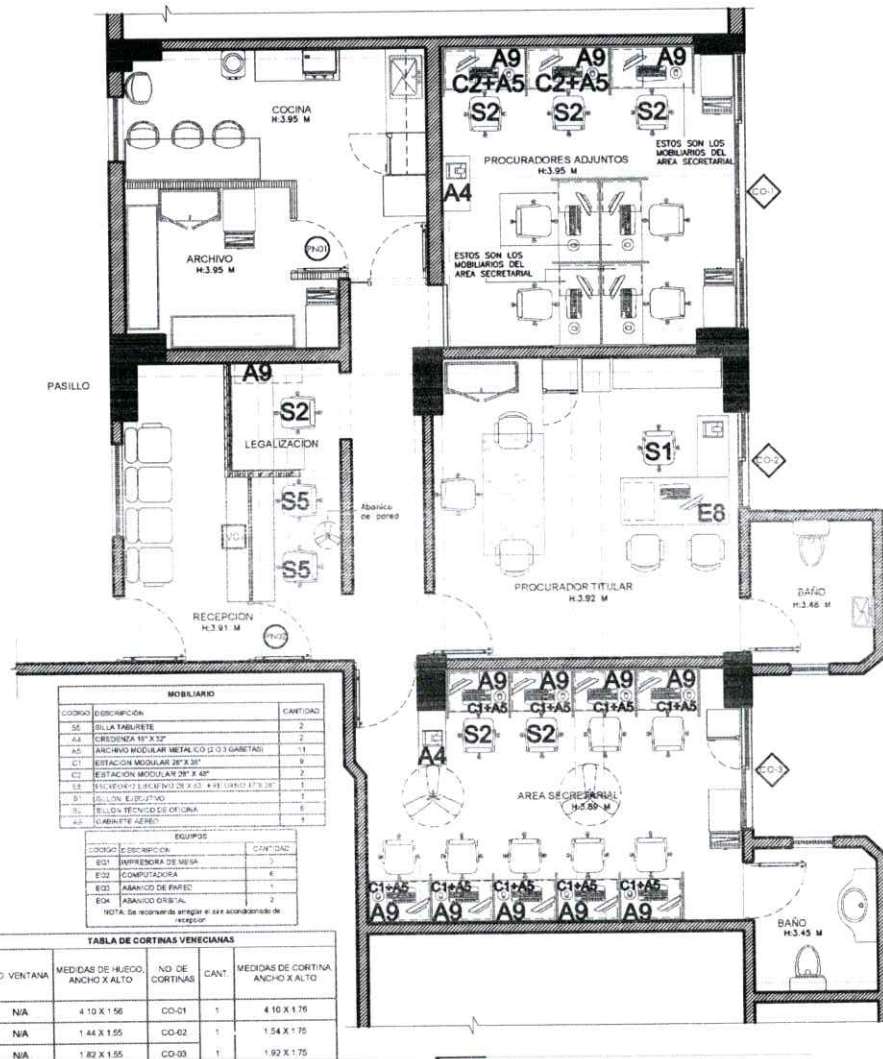 COCINA
H:3.95 M
A9
A9
A9
C2+A5
C2+A5
S2
S2
S2
ESTOS SON LOS
MOBILIARIOS DEL
AREA SECRETARIAL
PROCURADORES ADJUNTOS
H:3.95 M
A4
CO-1
ARCHIVO
H:3.95 M
PN01
ESTOS SON LOS
MOBILIARIOS DEL
AREA SECRETARIAL
PASILLO
A9
S2
LEGALIZACION
S5
S5
Abanico
de pared
S1
CO-2
E8
RECEPCION
H:3.91 M
PN02
PROCURADOR TITULAR
H:3.92 M
BAÑO
H:3.46 M
A9
A9
A9
A9
C1+A5
C1+A5
C1+A5
C1+A5
S2
S2
A4
AREA SECRETARIAL
H:3.89 M
CO-3
C1+A5
C1+A5
C1+A5
C1+A5
C1+A5
A9
A9
A9
A9
A9
BAÑO
H:3.45 M
MOBILIARIO
CODIGO DESCRIPCIÓN CANTIDAD
S5 SILLA TABURETE 2
A4 CREDENZA 16" X 32" 2
A5 ARCHIVO MODULAR METALICO (2 O 3 GABETAS) 11
C1 ESTACION MODULAR 28" X 36" 9
C2 ESTACION MODULAR 28" X 48" 2
E8 ESCRITORIO EJECUTIVO 1
S1 SILLON EJECUTIVO 1
S2 SILLON TÉCNICO DE OFICINA 6
A9 GABINETE AEREO
EQUIPOS
CODIGO DESCRIPCIÓN CANTIDAD
EQ1 IMPRESORA DE MESA 3
EQ2 COMPUTADORA 6
EQ3 ABANICO DE PARED 1
EQ4 ABANICO ORBITAL 2
NOTA: Se recomienda arreglar el aire acondicionado de
recepcion
TABLA DE CORTINAS VENECIANAS
VENTANA MEDIDAS DE HUECO, ANCHO X ALTO NO DE CORTINAS CANT. MEDIDAS DE CORTINA ANCHO X ALTO
N/A 4.10 X 1.56 CO-01 1 4.10 X 1.76
N/A 1.44 X 1.55 CO-02 1 1.54 X 1.75
N/A 1.82 X 1.55 CO-03 1 1.92 X 1.75